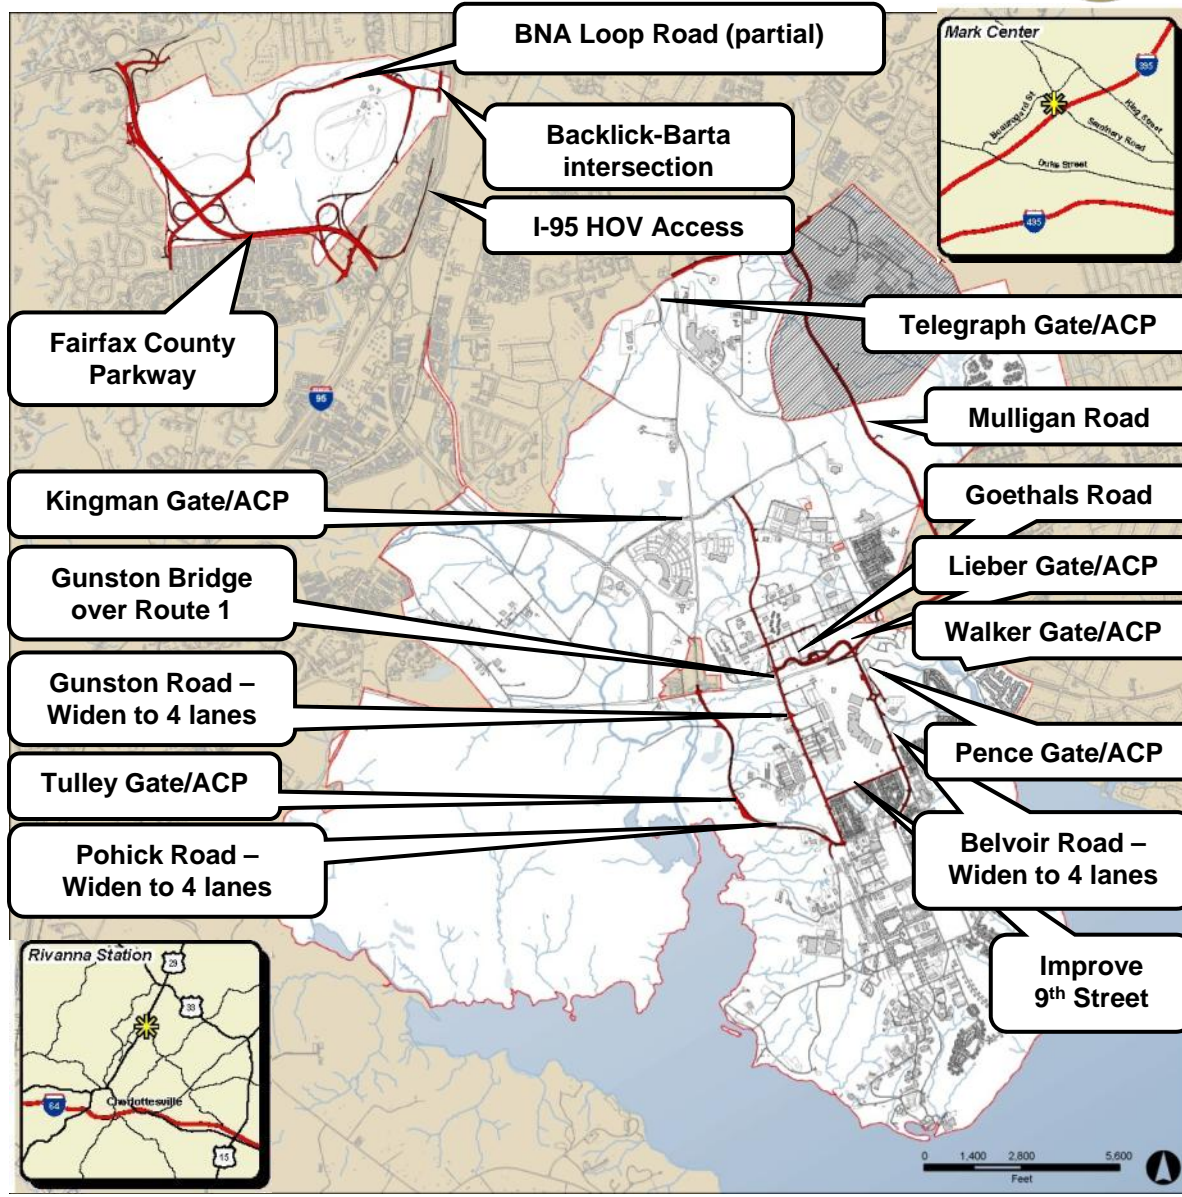 BNA Loop Road (partial)
Mark Center
395
Beauregard St
King Street
Seminary Road
Duke Street
495
Backlick-Barta
intersection
I-95 HOV Access
Fairfax County
Parkway
95
Telegraph Gate/ACP
Mulligan Road
Kingman Gate/ACP
Goethals Road
Gunston Bridge
over Route 1
Lieber Gate/ACP
Walker Gate/ACP
Gunston Road –
Widen to 4 lanes
Pence Gate/ACP
Tulley Gate/ACP
Pohick Road –
Widen to 4 lanes
Belvoir Road –
Widen to 4 lanes
Improve
9th Street
Rivanna Station
29
33
Charlottesville
64
15
0 1,400 2,800 5,600
Feet